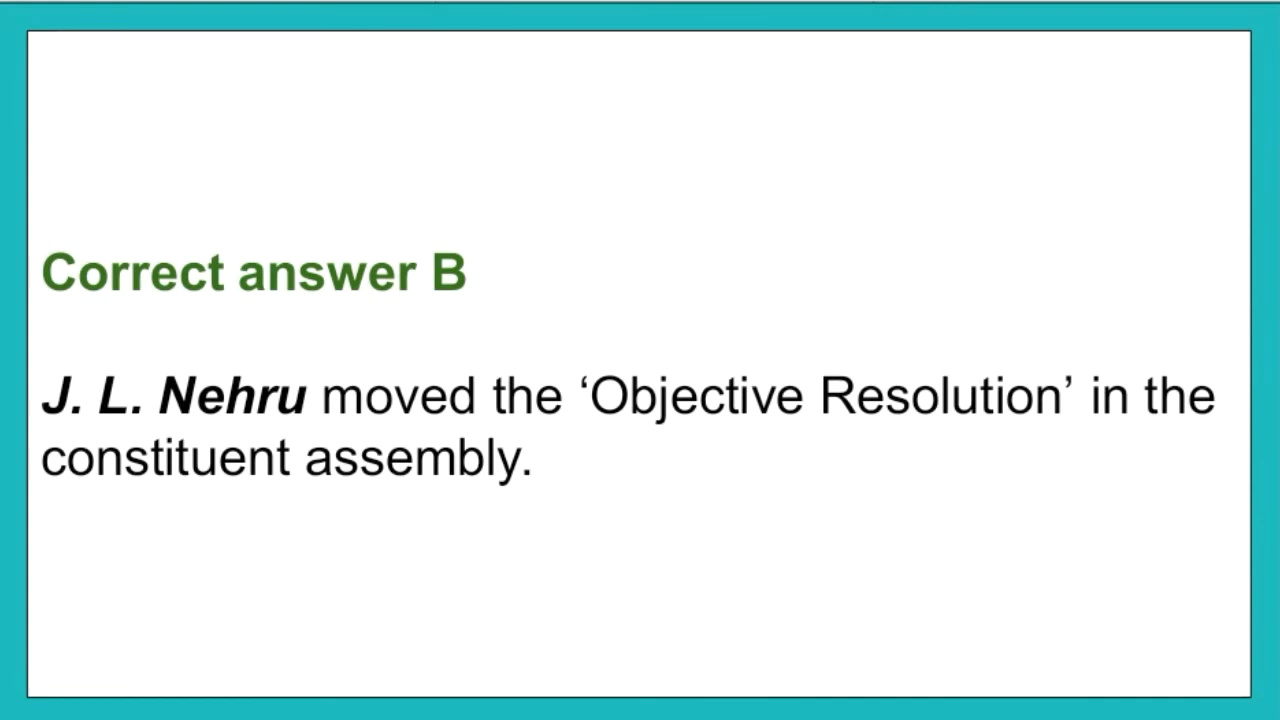 Correct answer B
J. L. Nehru moved the ‘Objective Resolution’ in the
constituent assembly.